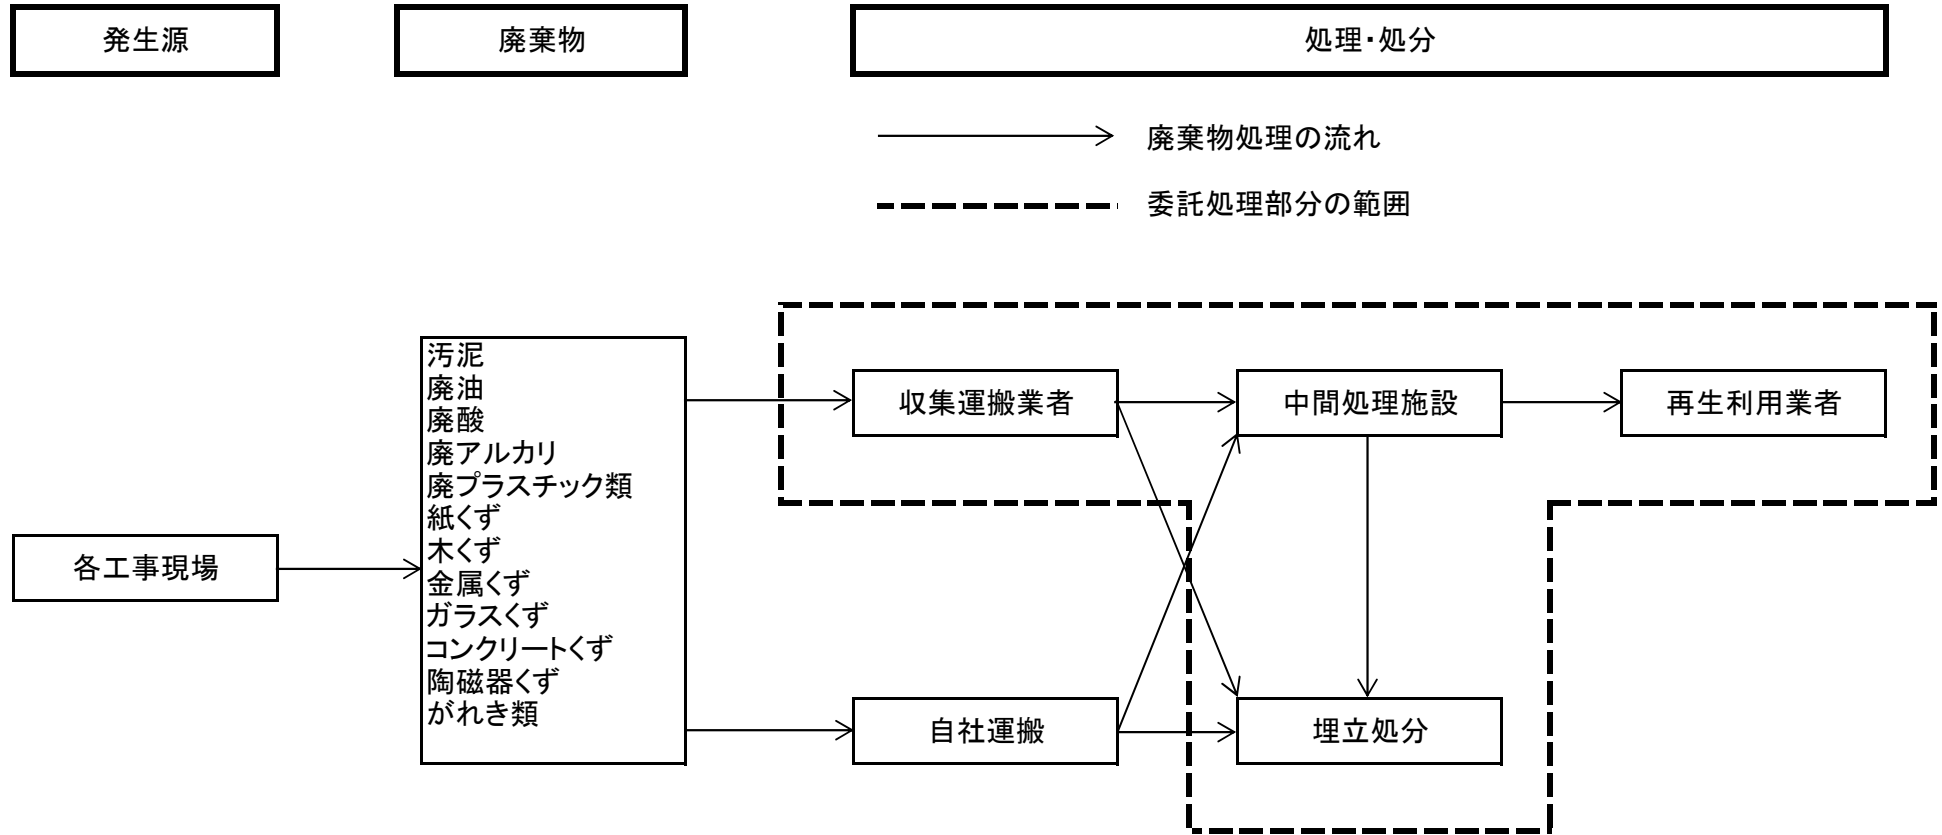 発生源
廃棄物
処理・処分
廃棄物処理の流れ
委託処理部分の範囲
汚泥
廃油
廃酸
廃アルカリ
廃プラスチック類
紙くず
木くず
金属くず
ガラスくず
コンクリートくず
陶磁器くず
がれき類
収集運搬業者
中間処理施設
再生利用業者
各工事現場
自社運搬
埋立処分